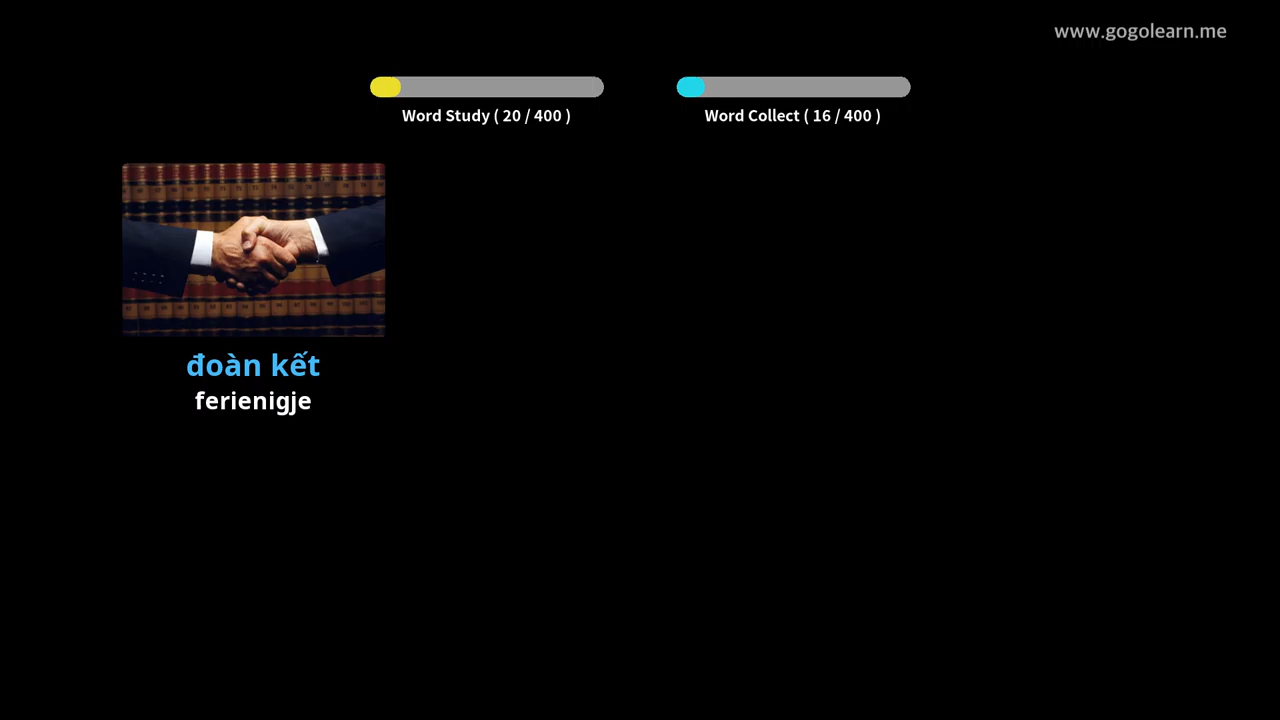 www.gogolearn.me
Word Study ( 20 / 400 )
Word Collect ( 16 / 400 )
đoàn kết
ferienigje